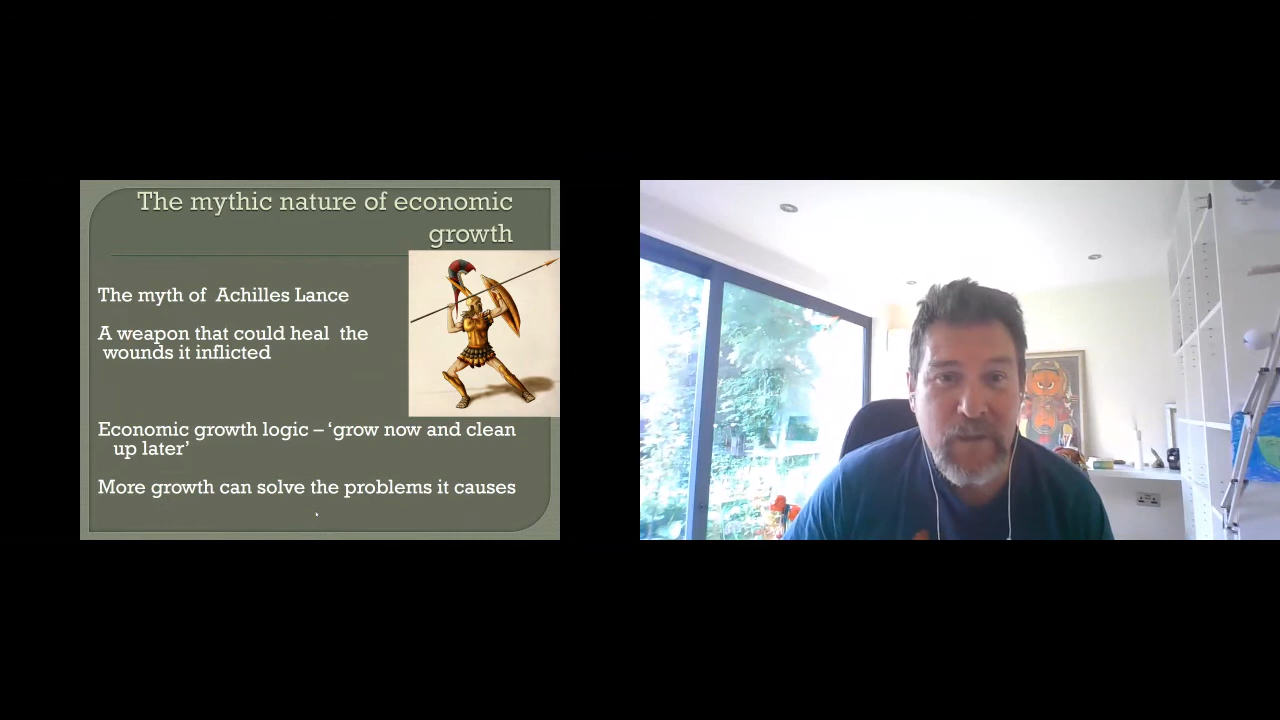 The mythic nature of economic
growth
The myth of Achilles Lance
A weapon that could heal the
wounds it inflicted
Economic growth logic – ‘grow now and clean
up later’
More growth can solve the problems it causes